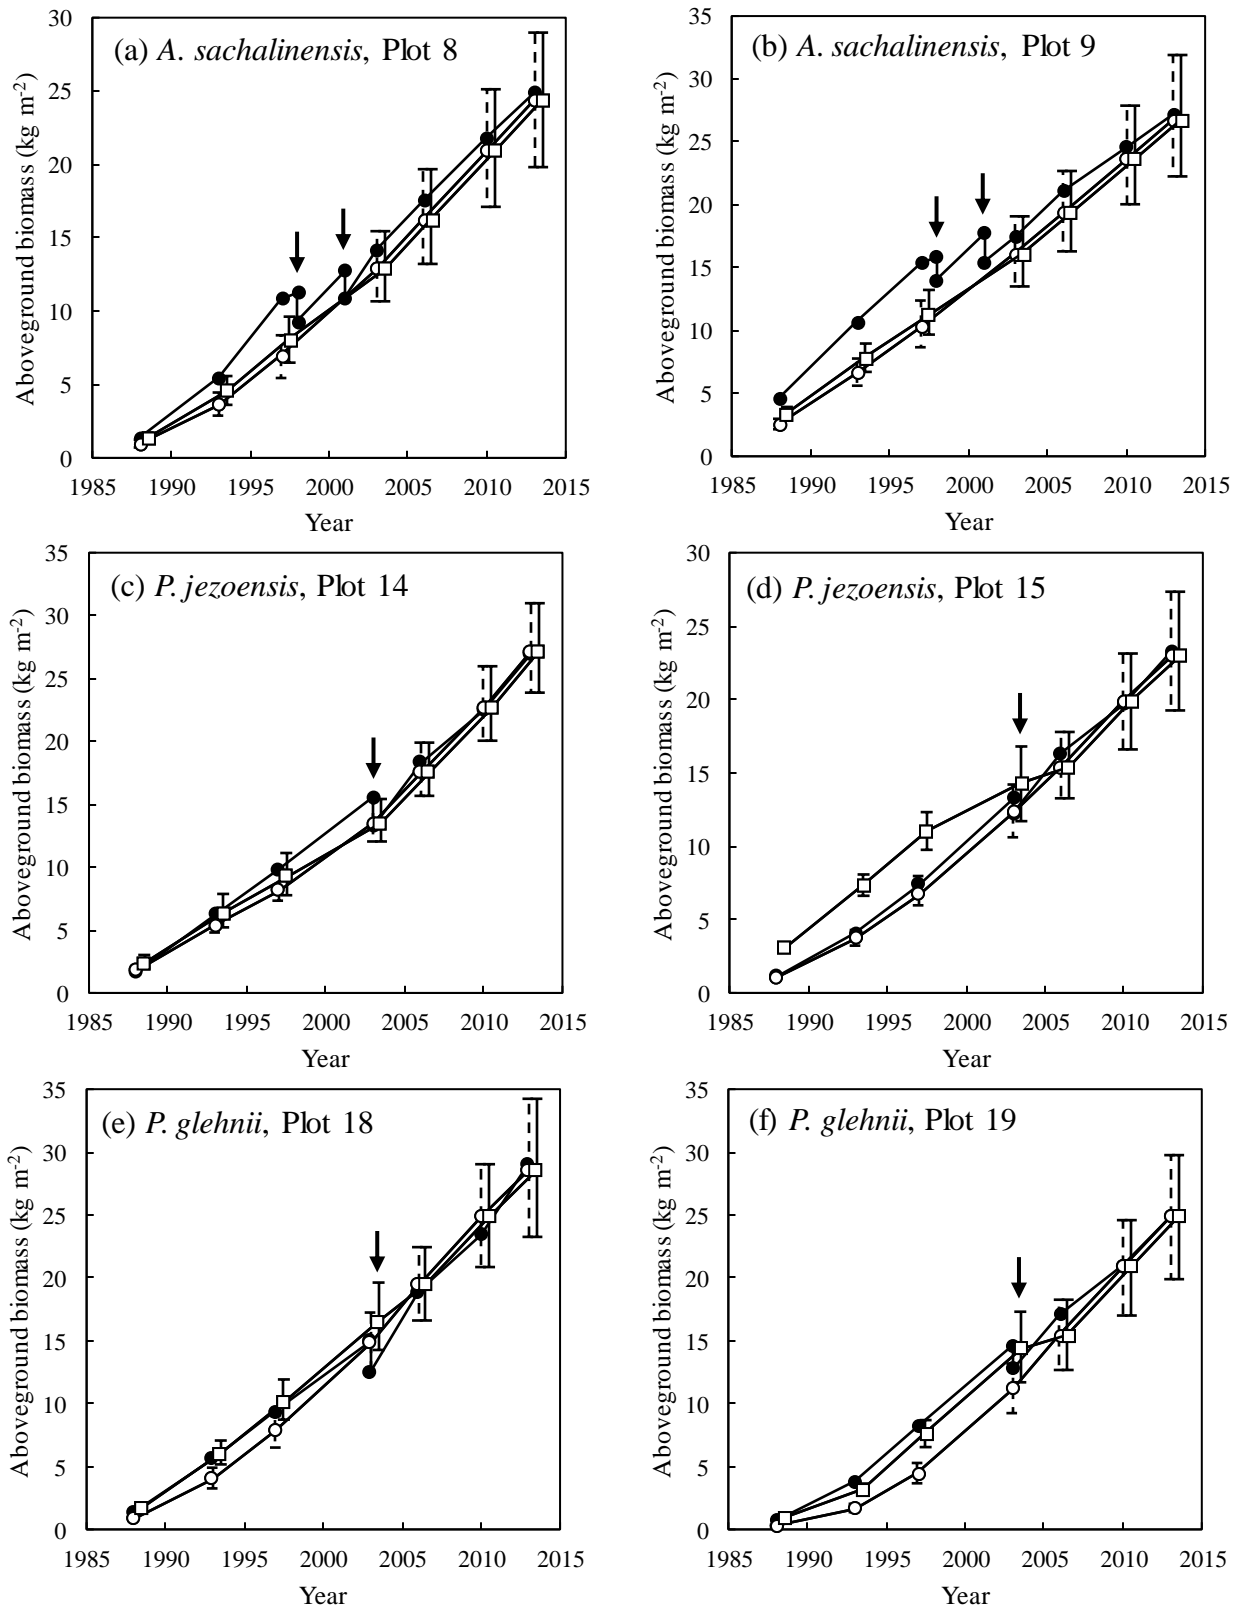 (a) A. sachalinensis, Plot 8
Aboveground biomass (kg m-2)
30
25
20
15
10
5
0
1985 1990 1995 2000 2005 2010 2015
Year
(b) A. sachalinensis, Plot 9
Aboveground biomass (kg m-2)
35
30
25
20
15
10
5
0
1985 1990 1995 2000 2005 2010 2015
Year
(c) P. jezoensis, Plot 14
Aboveground biomass (kg m-2)
35
30
25
20
15
10
5
0
1985 1990 1995 2000 2005 2010 2015
Year
(d) P. jezoensis, Plot 15
Aboveground biomass (kg m-2)
30
25
20
15
10
5
0
1985 1990 1995 2000 2005 2010 2015
Year
(e) P. glehnii, Plot 18
Aboveground biomass (kg m-2)
35
30
25
20
15
10
5
0
1985 1990 1995 2000 2005 2010 2015
Year
(f) P. glehnii, Plot 19
Aboveground biomass (kg m-2)
35
30
25
20
15
10
5
0
1985 1990 1995 2000 2005 2010 2015
Year